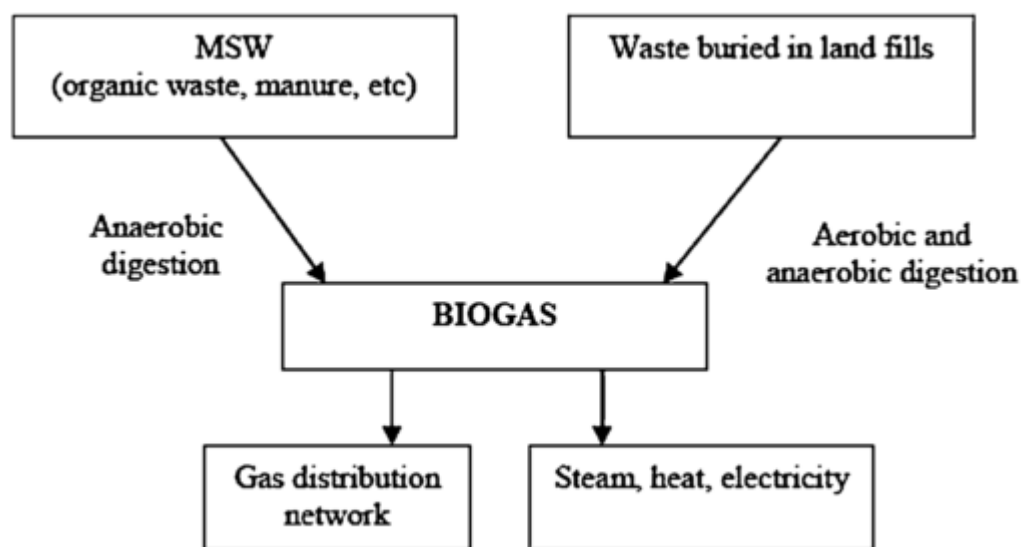 MSW
(organic waste, manure, etc)
Waste buried in land fills
Anaerobic
digestion
Aerobic and
anaerobic digestion
BIOGAS
Gas distribution
network
Steam, heat, electricity